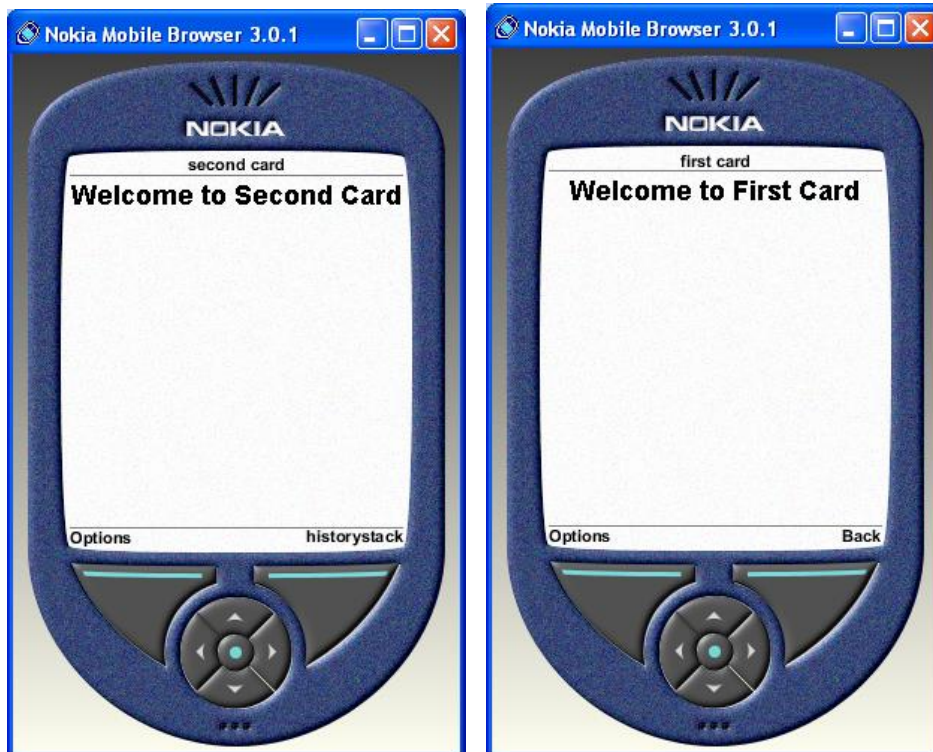 Nokia Mobile Browser 3.0.1
NOKIA
second card
Welcome to Second Card
Options historystack
Nokia Mobile Browser 3.0.1
NOKIA
first card
Welcome to First Card
Options Back